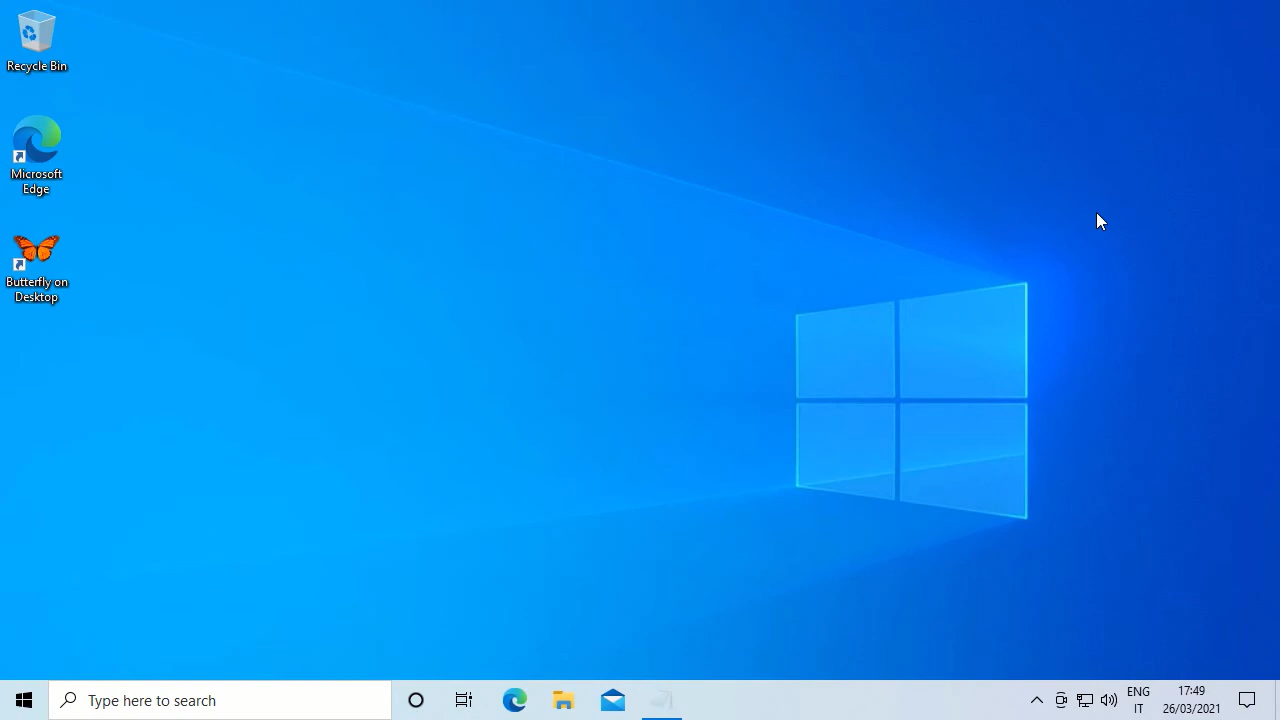 Recycle Bin
Microsoft
Edge
Butterfly on
Desktop
Type here to search
ENG
IT
17:49
26/03/2021